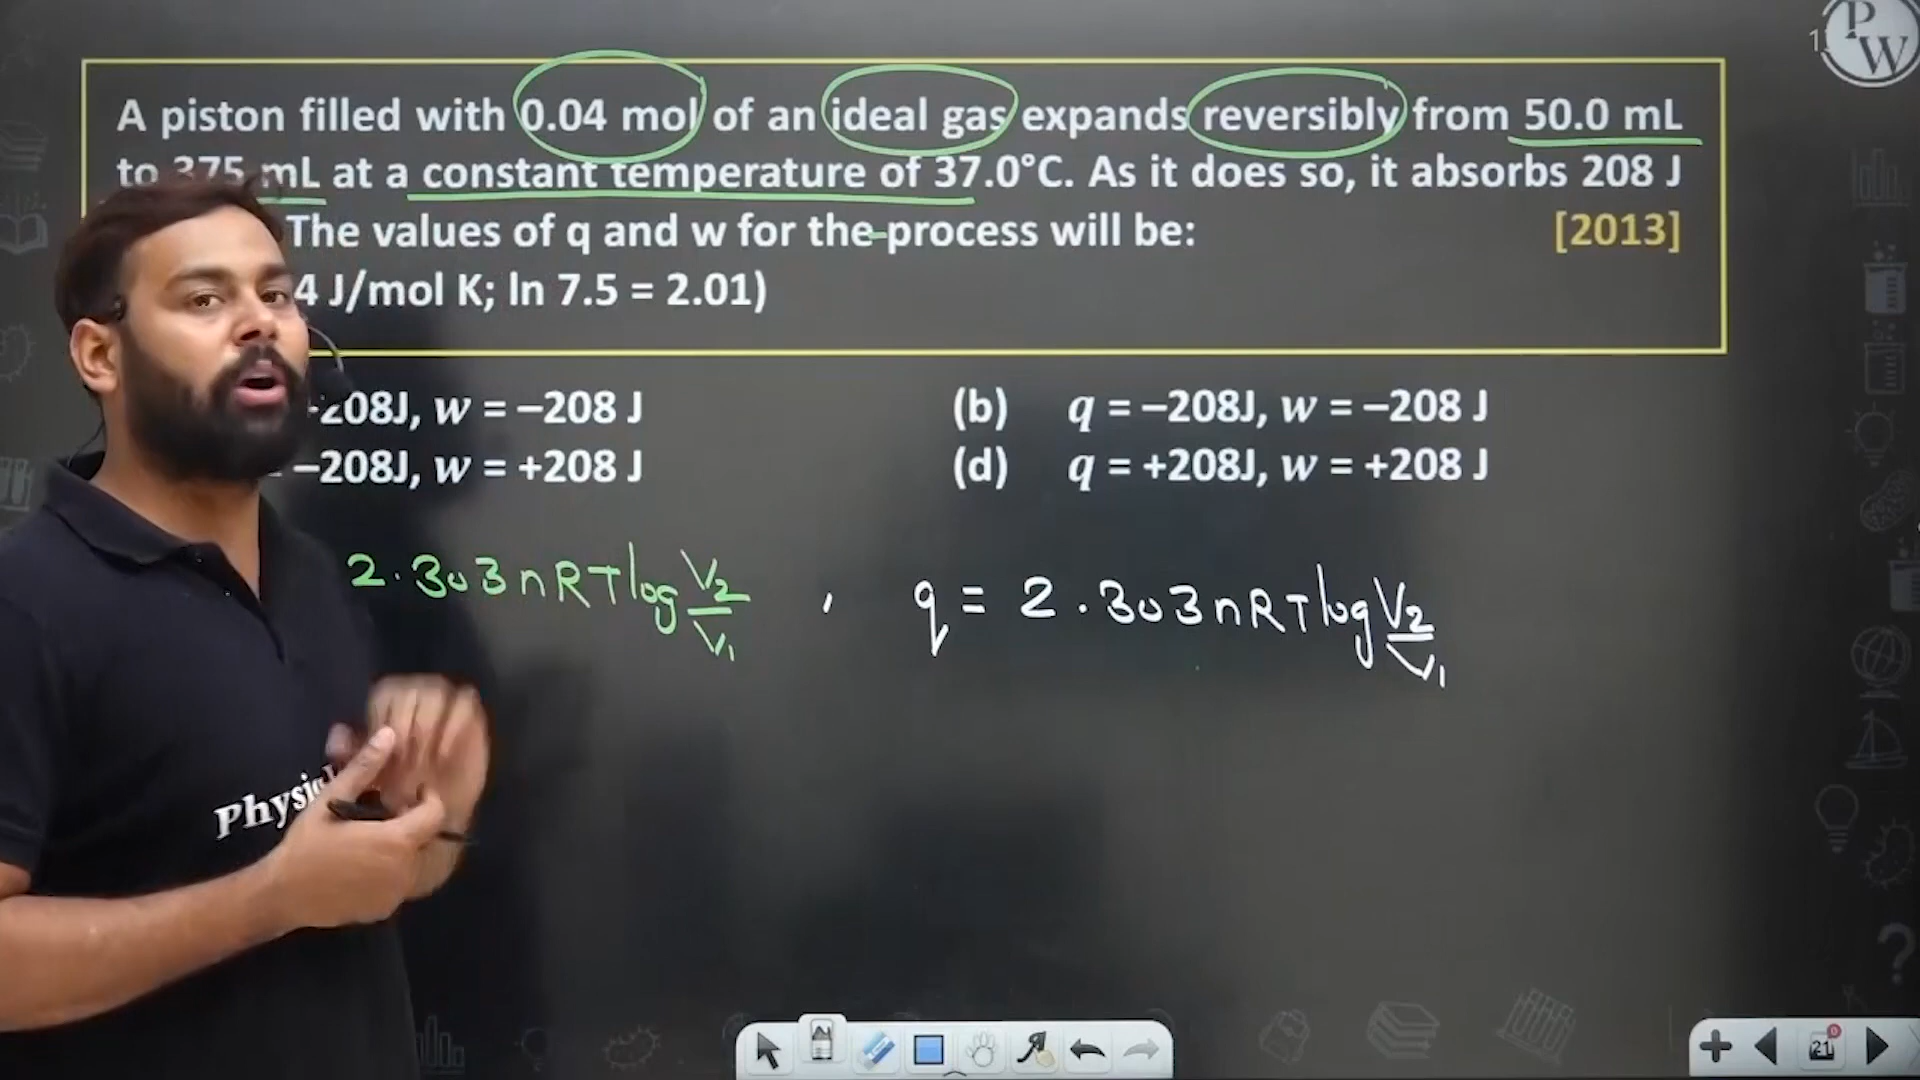 PW
A piston filled with 0.04 mol of an ideal gas expands reversibly from 50.0 mL
to 375 mL at a constant temperature of 37.0°C. As it does so, it absorbs 208 J
The values of q and w for the process will be: [2013]
4 J/mol K; ln 7.5 = 2.01)
208J, w = –208 J (b) q = –208J, w = –208 J
–208J, w = +208 J (d) q = +208J, w = +208 J
2.303nRTlog V2/V1 , q = 2.303nRTlog V2/V1
Physic
21